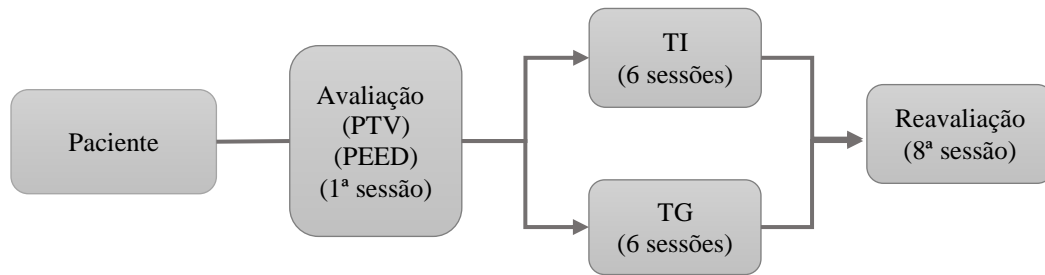 Paciente
Avaliação
(PTV)
(PEED)
(1ª sessão)
TI
(6 sessões)
TG
(6 sessões)
Reavaliação
(8ª sessão)